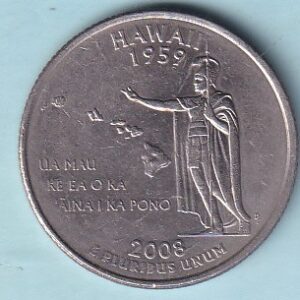 HAWAII
1959
UA MAU
KE EA O KA
ʻĀINA I KA PONO
2008
E PLURIBUS UNUM